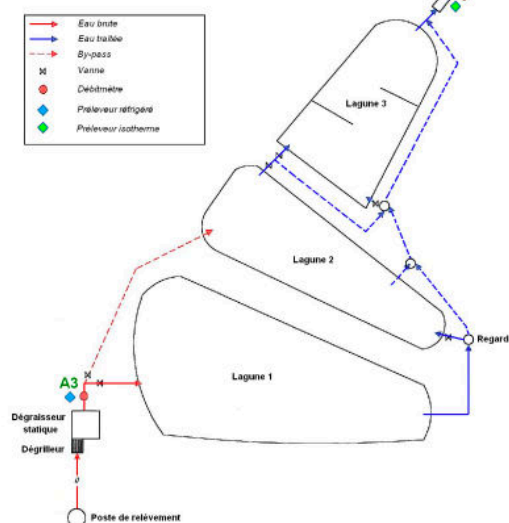 Eau brute
Eau traitée
By-pass
Vanne
Débitmètre
Préleveur réfrigéré
Préleveur isotherme
Lagune 3
Lagune 2
Regard
Lagune 1
A3
Dégraisseur
statique
Dégrilleur
Poste de relèvement